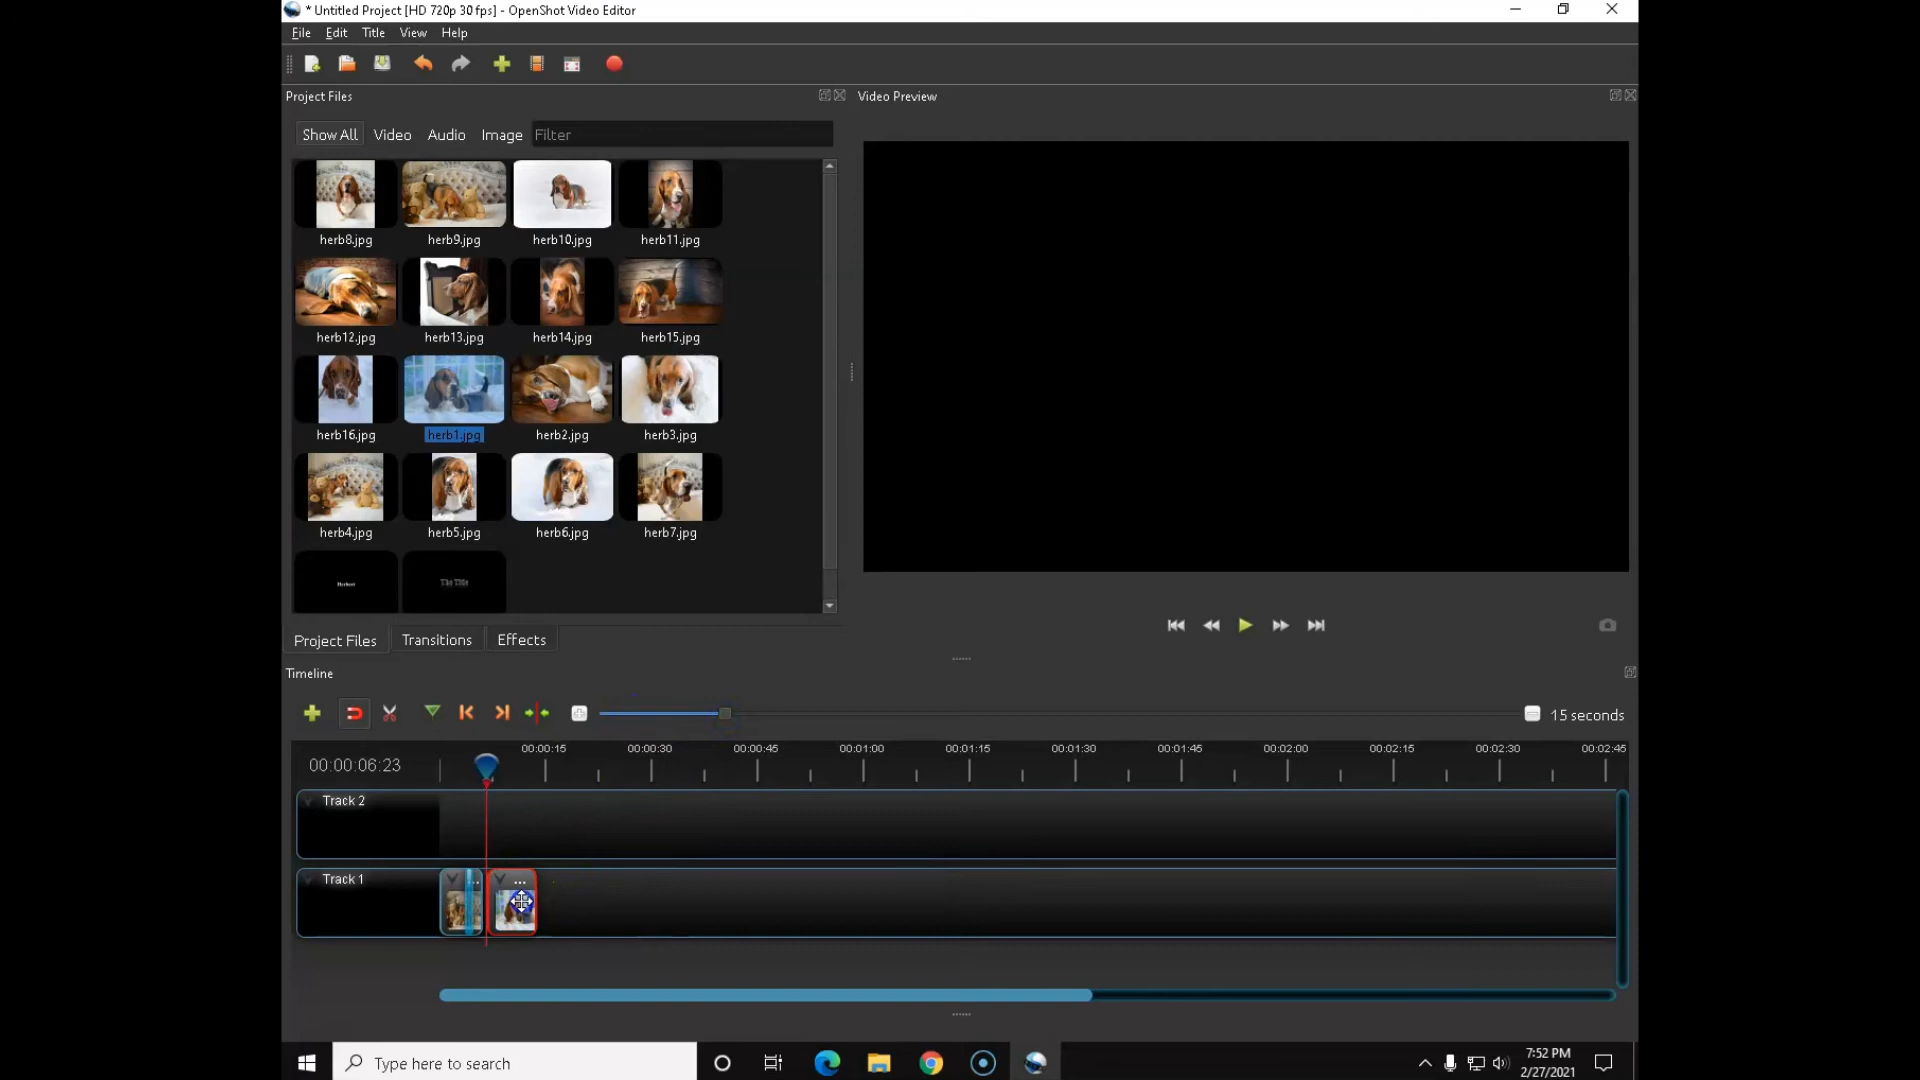 * Untitled Project [HD 720p 30 fps] - OpenShot Video Editor
File Edit Title View Help
Project Files
Video Preview
Show All Video Audio Image Filter
herb8.jpg herb9.jpg herb10.jpg herb11.jpg
herb12.jpg herb13.jpg herb14.jpg herb15.jpg
herb16.jpg herb1.jpg herb2.jpg herb3.jpg
herb4.jpg herb5.jpg herb6.jpg herb7.jpg
Herbert The Title
Project Files Transitions Effects
Timeline
15 seconds
00:00:06:23
00:00:15 00:00:30 00:00:45 00:01:00 00:01:15 00:01:30 00:01:45 00:02:00 00:02:15 00:02:30 00:02:45
Track 2
Track 1
... ...
Type here to search
7:52 PM
2/27/2021